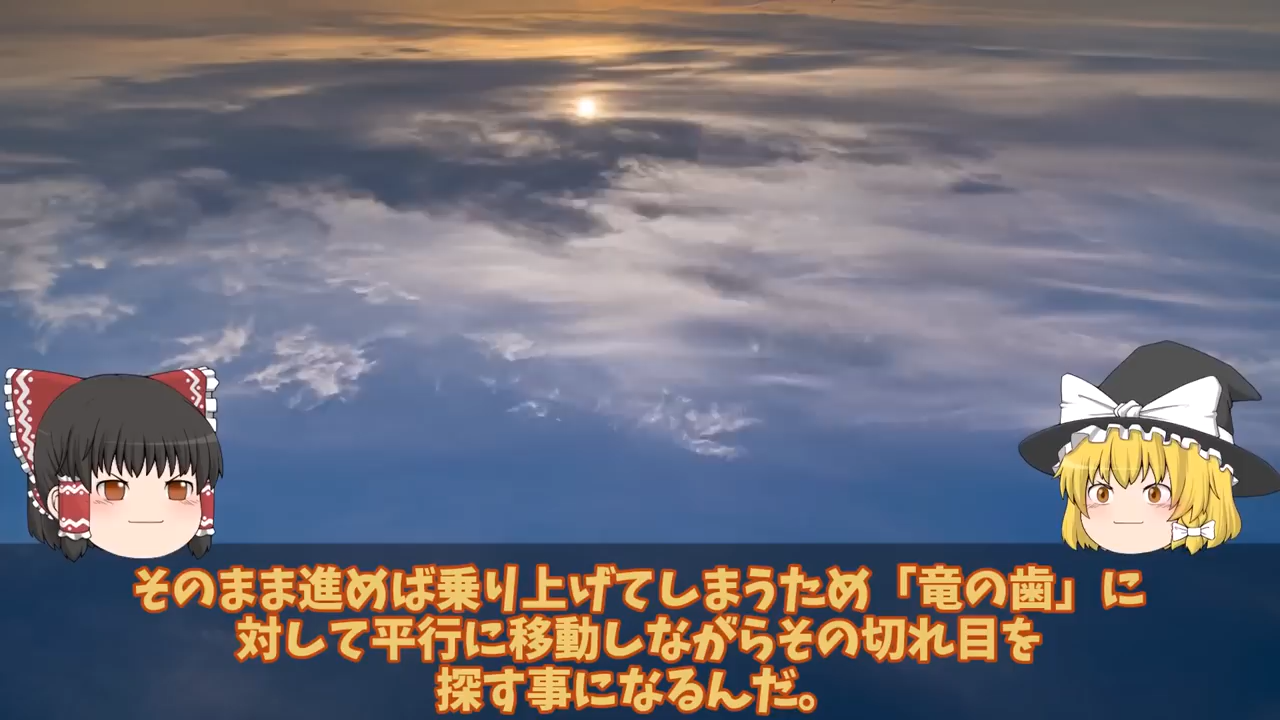 そのまま進めば乗り上げてしまうため「竜の歯」に
対して平行に移動しながらその切れ目を
探す事になるんだ。